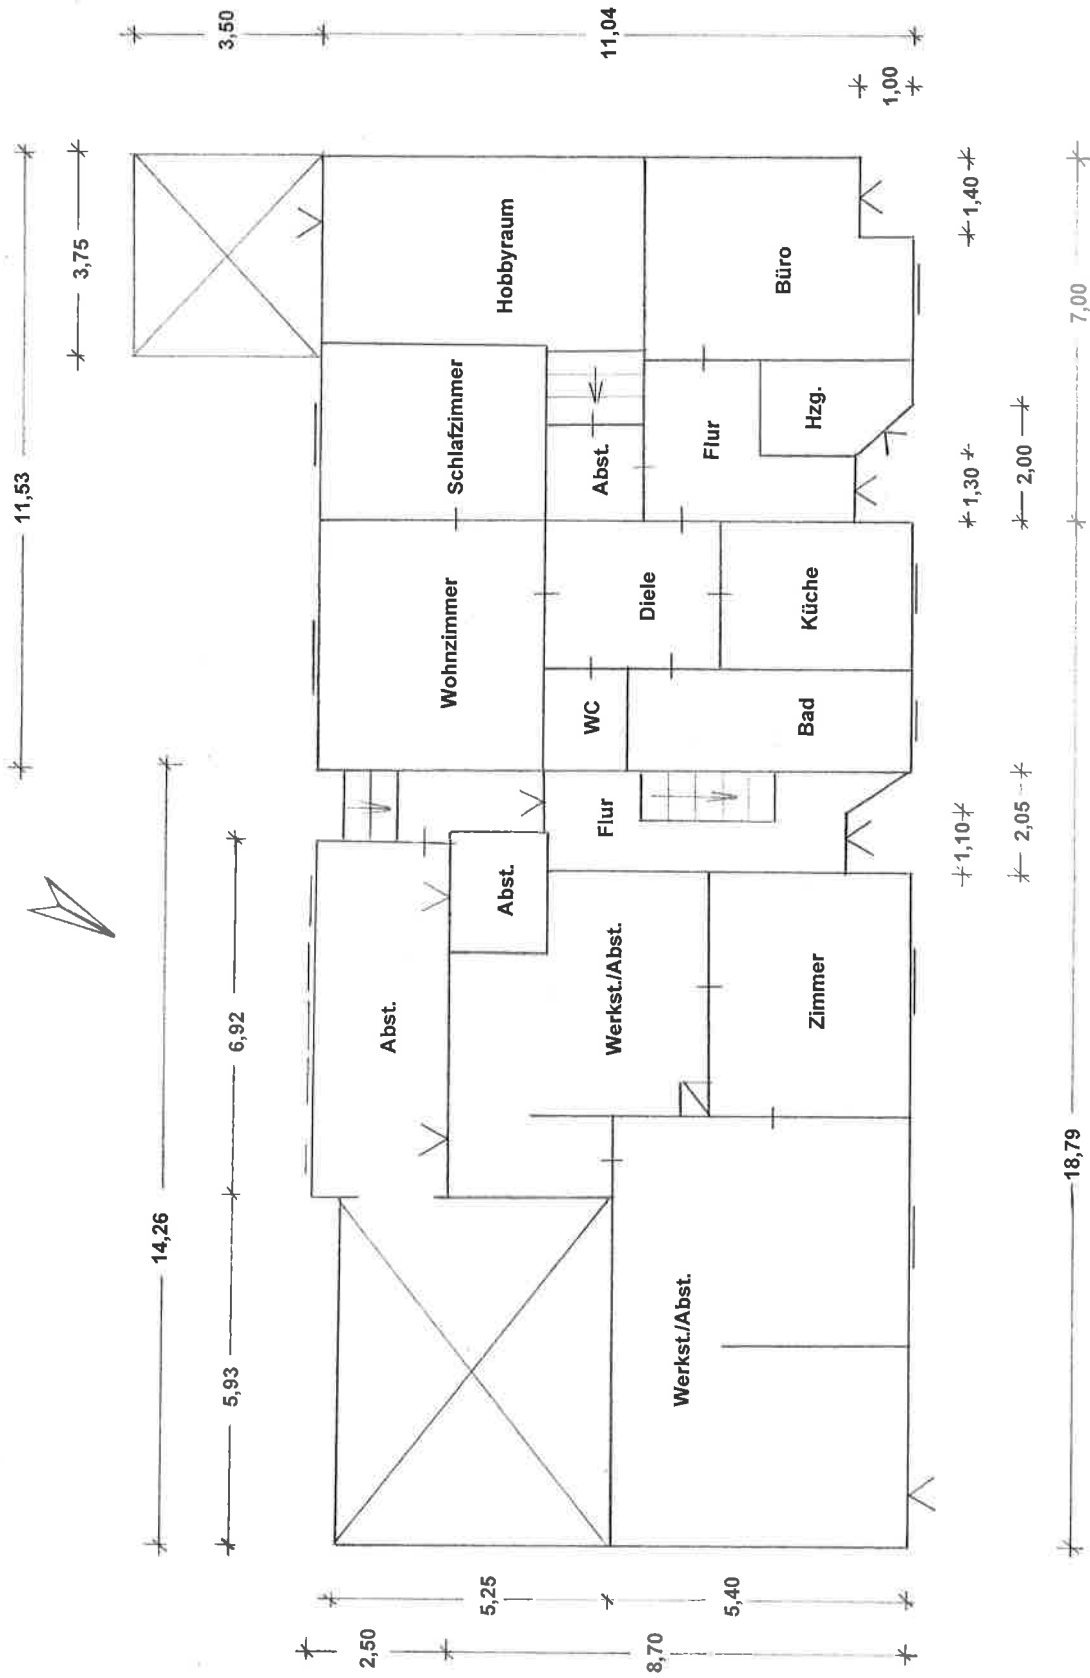 11,53
3,75
14,26
5,93
6,92
3,50
11,04
1,00
Abst.
Wohnzimmer
Schlafzimmer
Hobbyraum
Abst.
WC
Diele
Abst.
Werkst./Abst.
Flur
Flur
Werkst./Abst.
Zimmer
Bad
Küche
Hzg.
Büro
2,50
5,25
8,70
5,40
1,10
1,30
1,40
2,05
2,00
18,79
7,00